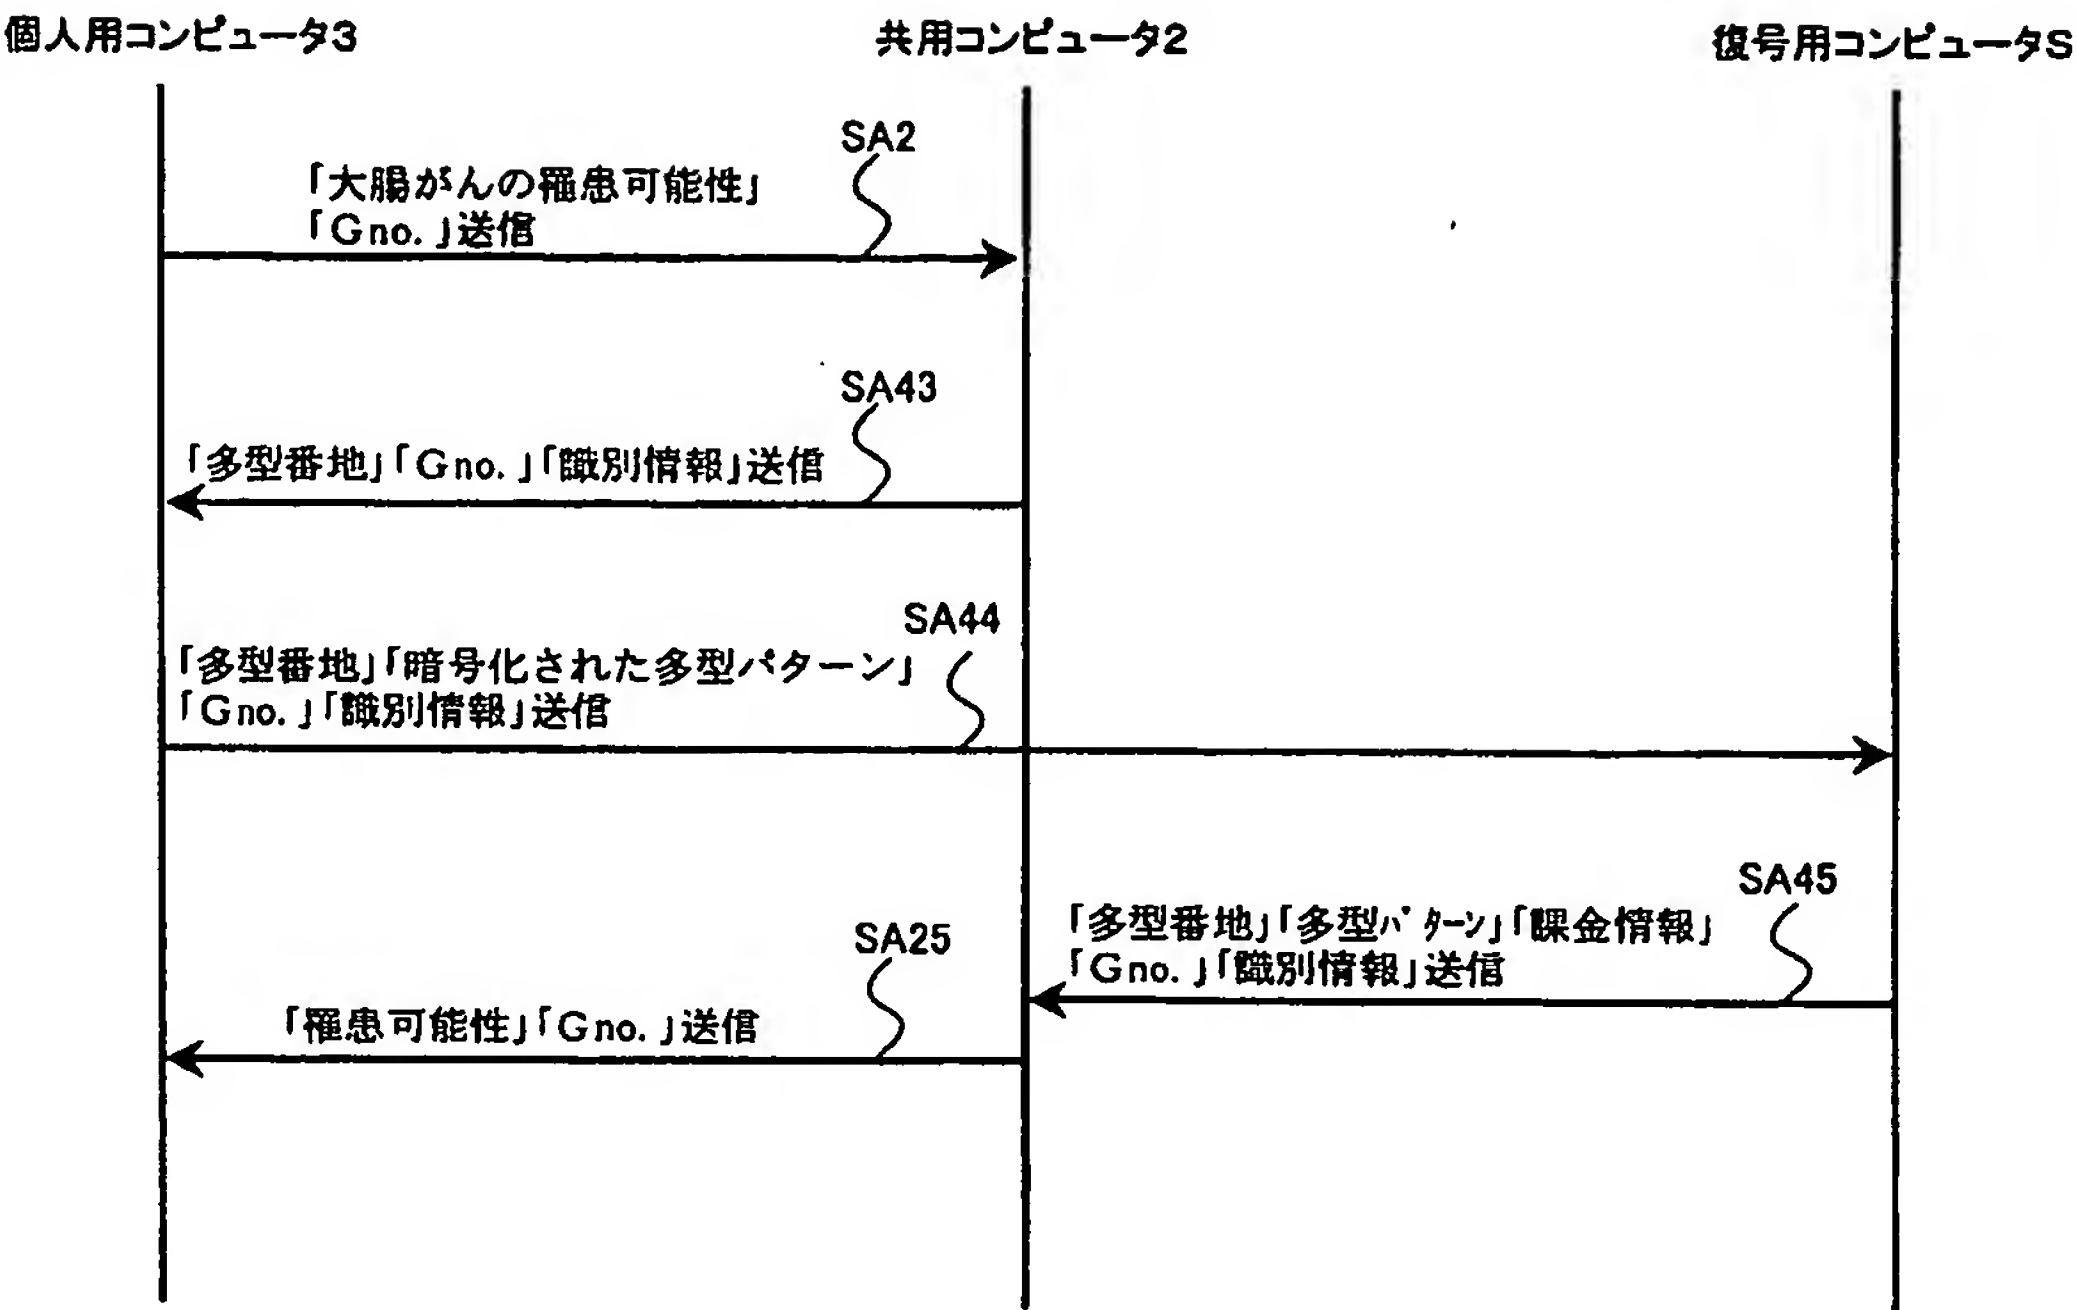 個人用コンピュータ3
共用コンピュータ2
復号用コンピュータS
SA2
「大腸がんの罹患可能性」
「Gno.」送信
SA43
「多型番地」「Gno.」「識別情報」送信
SA44
「多型番地」「暗号化された多型パターン」
「Gno.」「識別情報」送信
SA45
「多型番地」「多型パターン」「課金情報」
「Gno.」「識別情報」送信
SA25
「罹患可能性」「Gno.」送信